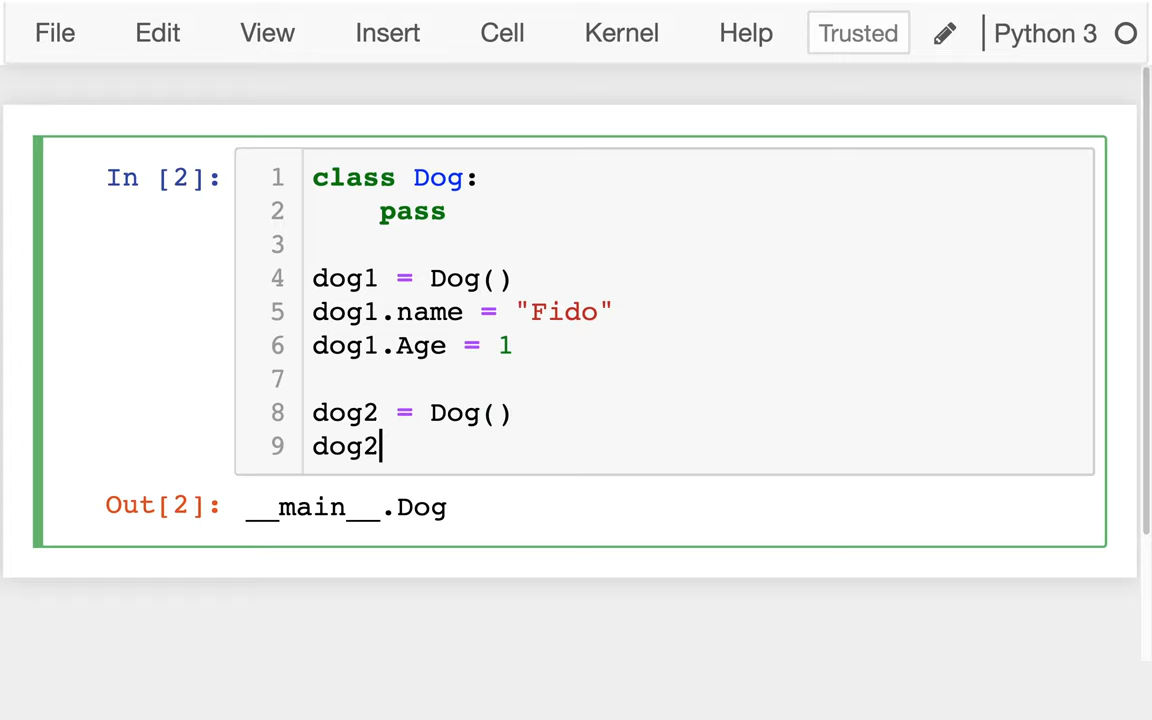 File Edit View Insert Cell Kernel Help Trusted Python 3
In [2]:
1 class Dog:
2     pass
3
4 dog1 = Dog()
5 dog1.name = "Fido"
6 dog1.Age = 1
7
8 dog2 = Dog()
9 dog2
Out[2]: __main__.Dog